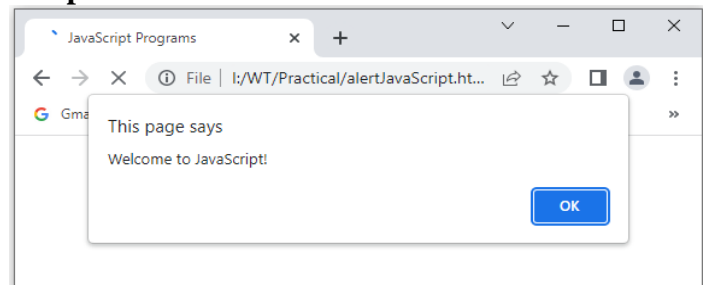 JavaScript Programs
File | I:/WT/Practical/alertJavaScript.ht...
G Gma
This page says
Welcome to JavaScript!
OK